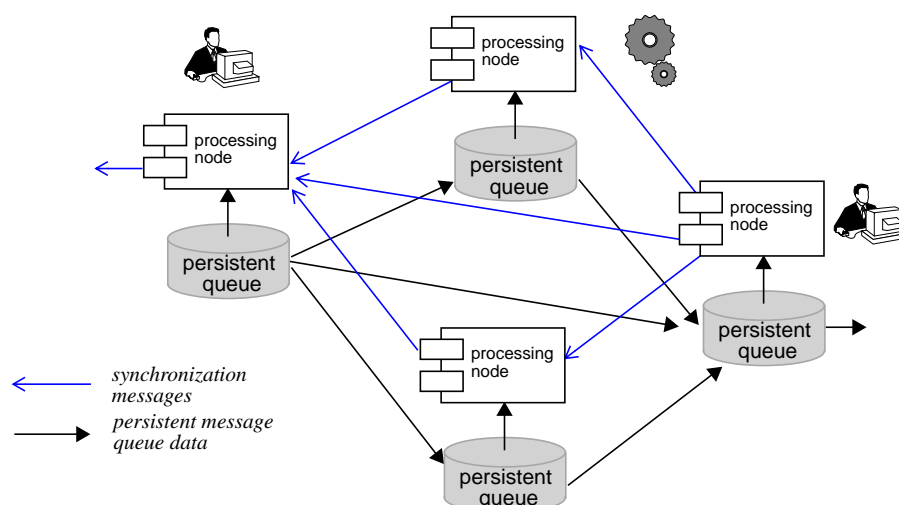 processing
node
persistent
queue
processing
node
persistent
queue
processing
node
persistent
queue
processing
node
persistent
queue
synchronization
messages
persistent message
queue data